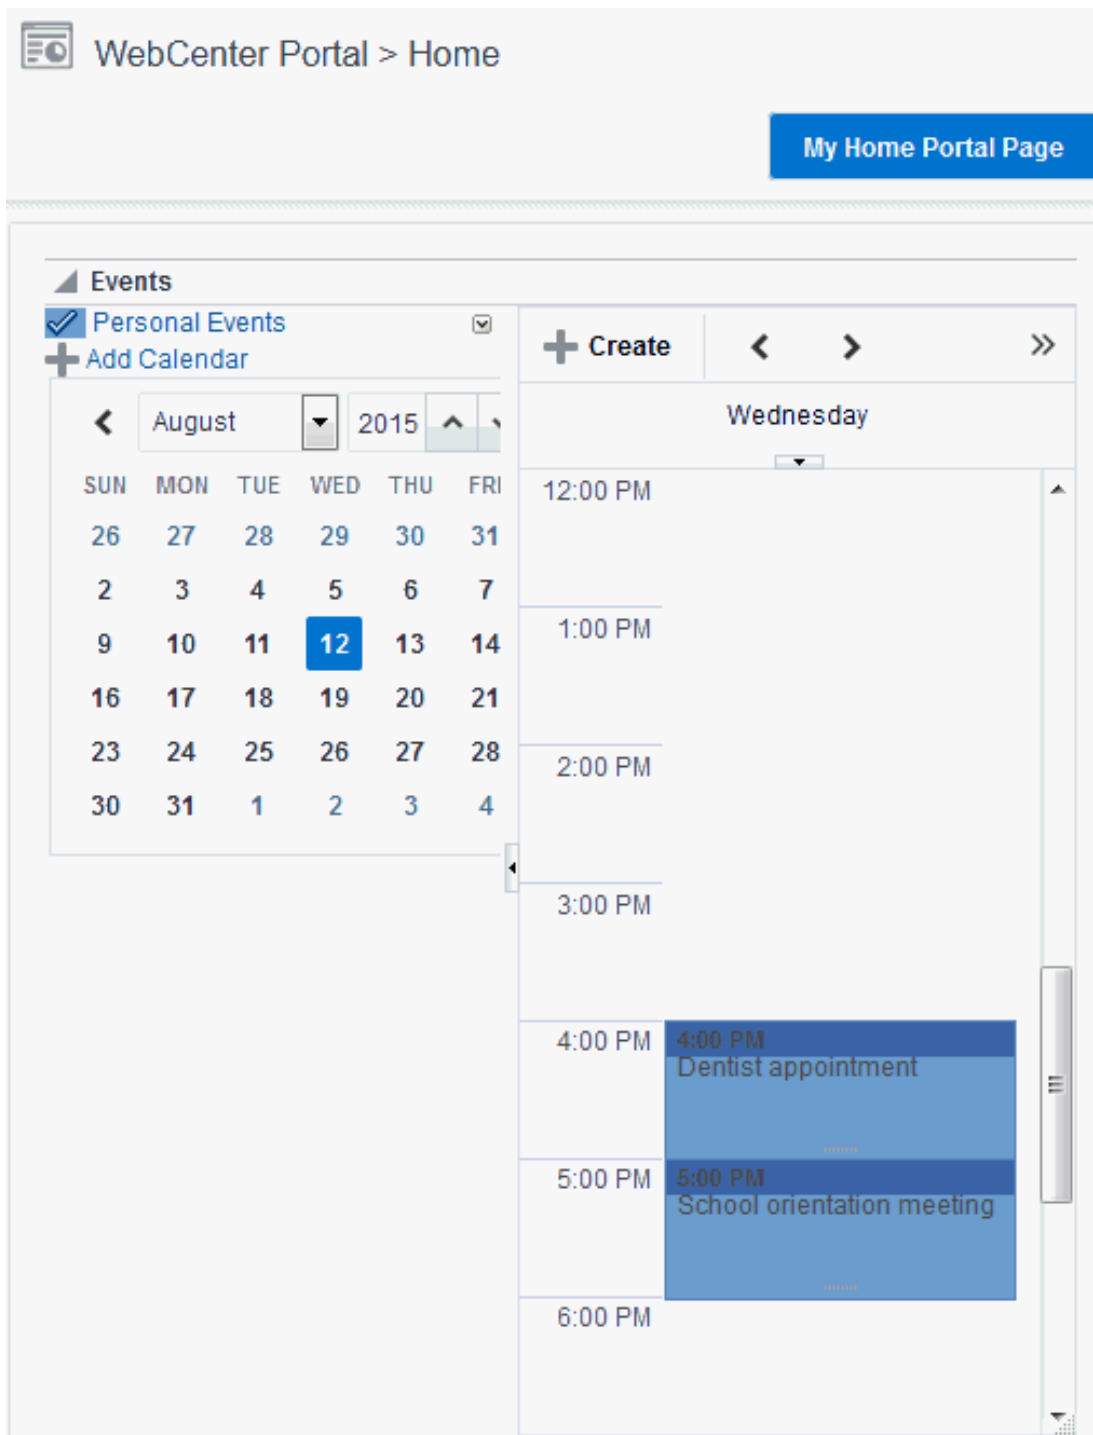 WebCenter Portal > Home
My Home Portal Page
Events
Personal Events
Add Calendar
August 2015
SUN MON TUE WED THU FRI
26 27 28 29 30 31
2 3 4 5 6 7
9 10 11 12 13 14
16 17 18 19 20 21
23 24 25 26 27 28
30 31 1 2 3 4
Create
Wednesday
12:00 PM
1:00 PM
2:00 PM
3:00 PM
4:00 PM 4:00 PM
Dentist appointment
5:00 PM 5:00 PM
School orientation meeting
6:00 PM